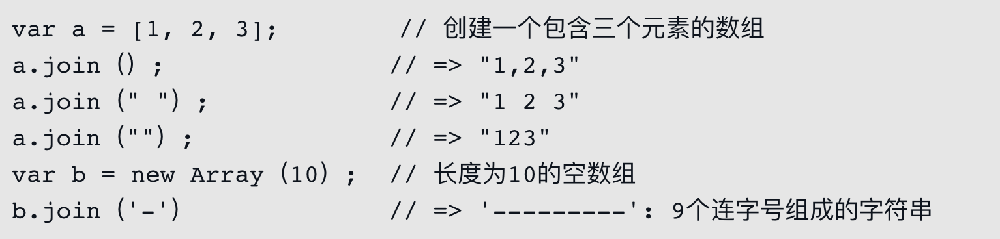 var a = [1, 2, 3]; // 创建一个包含三个元素的数组
a.join () ; // => "1,2,3"
a.join (" ") ; // => "1 2 3"
a.join ("") ; // => "123"
var b = new Array (10) ; // 长度为10的空数组
b.join ('-') // => '---------': 9个连字号组成的字符串